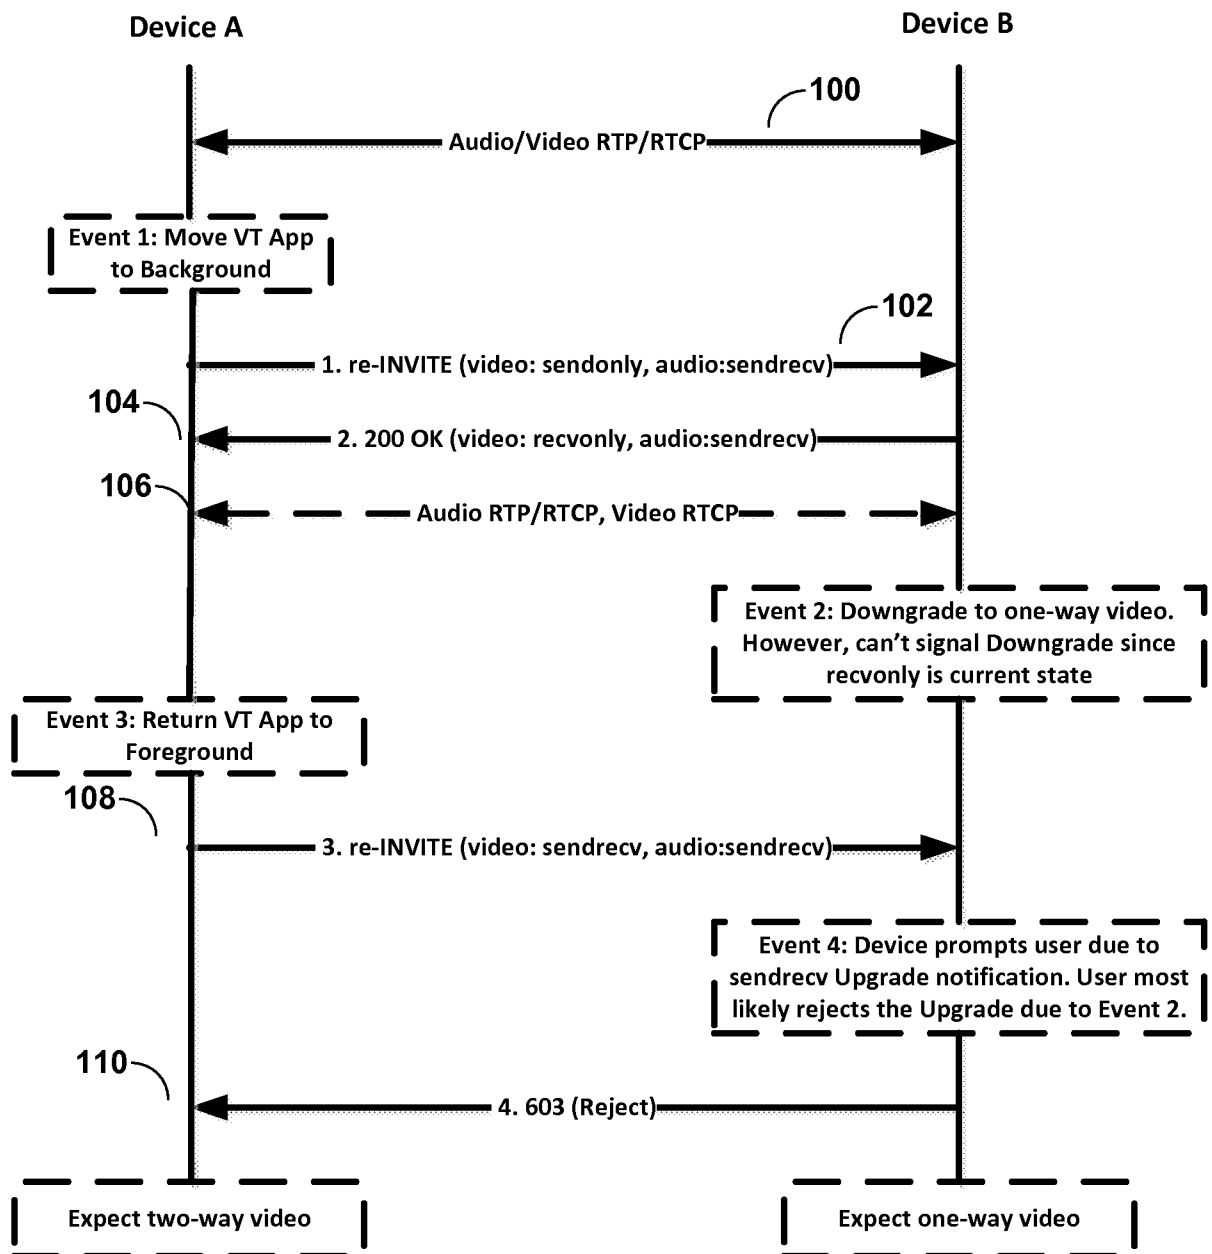 Device A
Device B
100
Audio/Video RTP/RTCP
Event 1: Move VT App
to Background
102
1. re-INVITE (video: sendonly, audio:sendrecv)
104
2. 200 OK (video: recvonly, audio:sendrecv)
106
Audio RTP/RTCP, Video RTCP
Event 2: Downgrade to one-way video.
However, can't signal Downgrade since
recvonly is current state
Event 3: Return VT App to
Foreground
108
3. re-INVITE (video: sendrecv, audio:sendrecv)
Event 4: Device prompts user due to
sendrecv Upgrade notification. User most
likely rejects the Upgrade due to Event 2.
110
4. 603 (Reject)
Expect two-way video
Expect one-way video